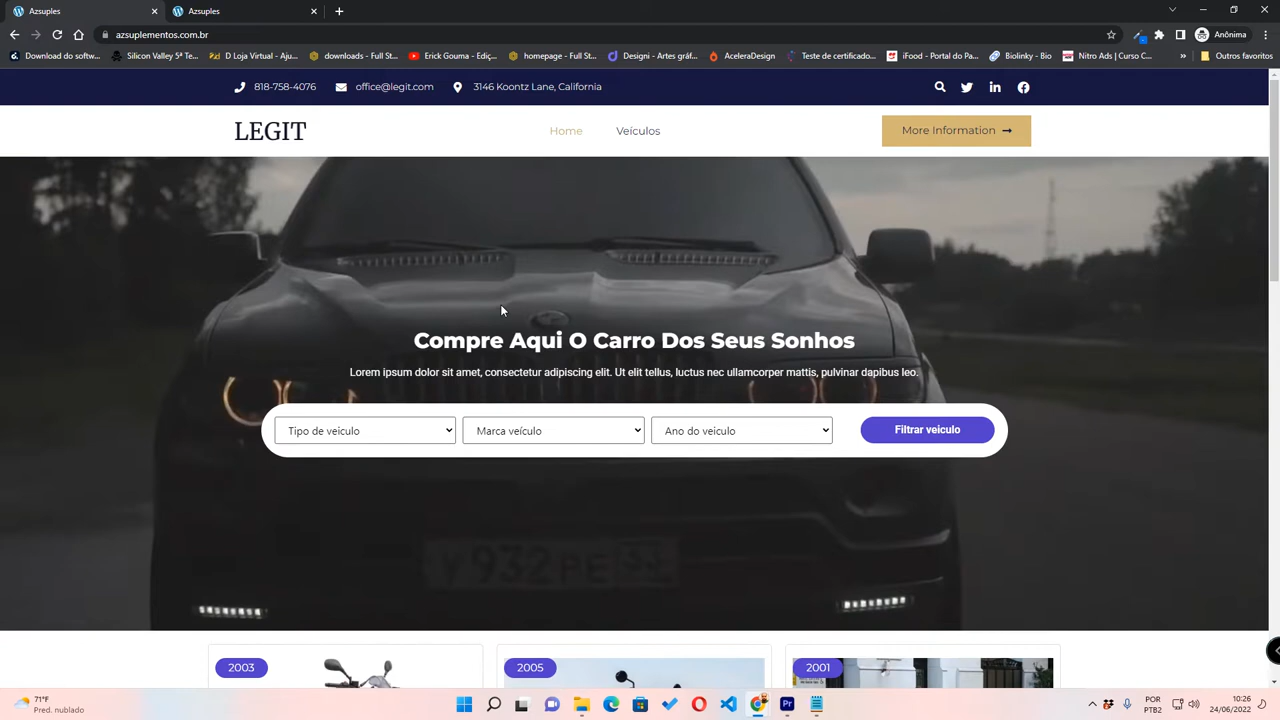 Azsuples
Azsuples
azsuplementos.com.br
Anônima
Download do softw...
Silicon Valley 5ª Te...
D Loja Virtual - Aju...
downloads – Full St...
Erick Gouma - Ediç...
homepage – Full St...
Designi - Artes gráf...
AceleraDesign
Teste de certificado...
iFood - Portal do Pa...
Biolinky - Bio
Nitro Ads | Curso C...
»
Outros favoritos
818-758-4076
office@legit.com
3146 Koontz Lane, California
LEGIT
Home
Veículos
More Information
Compre Aqui O Carro Dos Seus Sonhos
Lorem ipsum dolor sit amet, consectetur adipiscing elit. Ut elit tellus, luctus nec ullamcorper mattis, pulvinar dapibus leo.
Tipo de veiculo
Marca veículo
Ano do veiculo
Filtrar veiculo
2003
2005
2001
71°F
Pred. nublado
POR
PTB2
10:26
24/06/2022